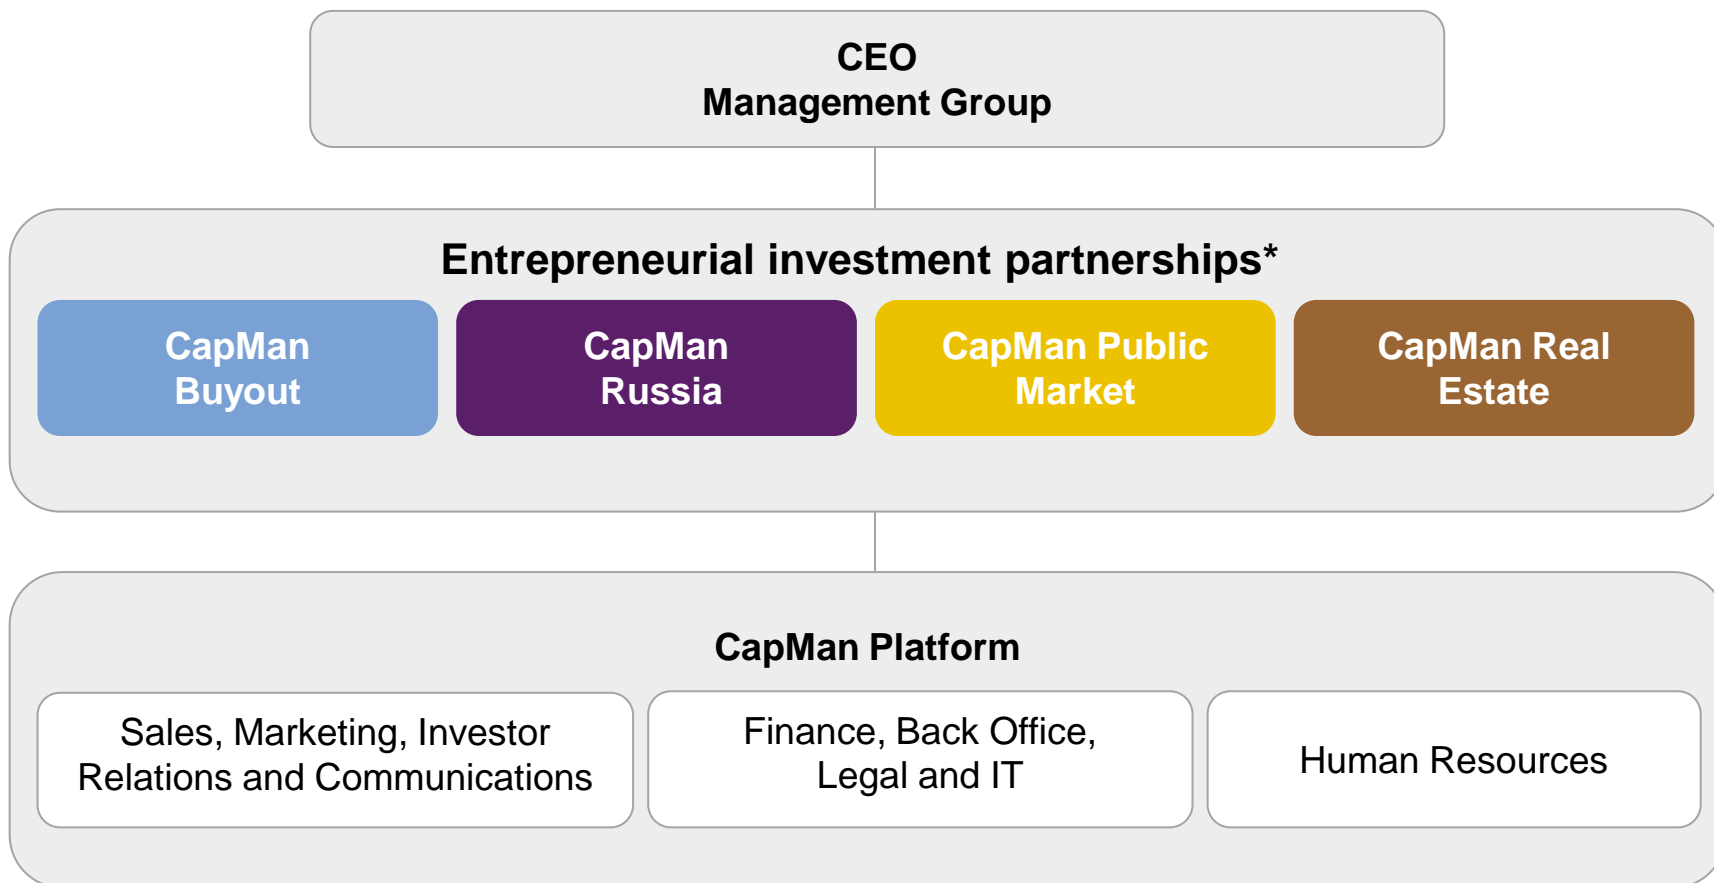 CEO
Management Group
Entrepreneurial investment partnerships*
CapMan
Buyout
CapMan
Russia
CapMan Public
Market
CapMan Real
Estate
CapMan Platform
Sales, Marketing, Investor
Relations and Communications
Finance, Back Office,
Legal and IT
Human Resources